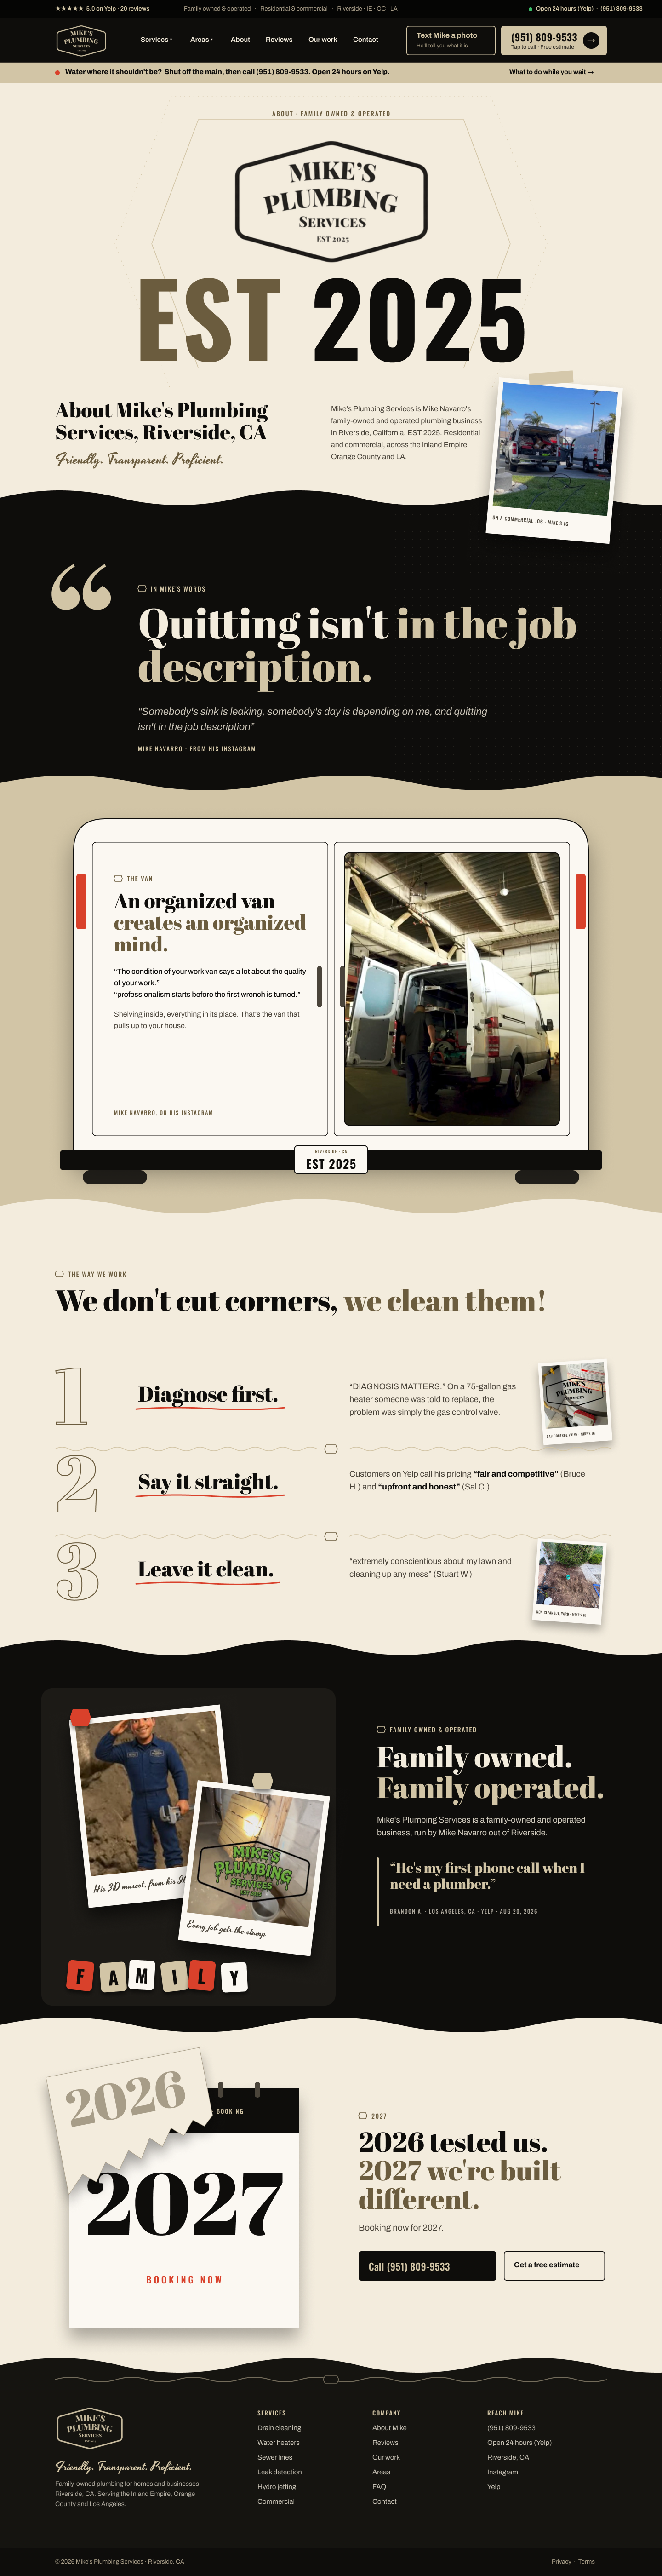 ★★★★★ 5.0 on Yelp · 20 reviews
Family owned & operated · Residential & commercial · Riverside · IE · OC · LA
Open 24 hours (Yelp) · (951) 809-9533
MIKE'S
PLUMBING
SERVICES
Services ▾
Areas ▾
About
Reviews
Our work
Contact
Text Mike a photo
He'll tell you what it is
(951) 809-9533
Tap to call · Free estimate
→
Water where it shouldn't be? Shut off the main, then call (951) 809-9533. Open 24 hours on Yelp.
What to do while you wait →
ABOUT · FAMILY OWNED & OPERATED
MIKE'S
PLUMBING
SERVICES
EST 2025
EST 2025
About Mike's Plumbing
Services, Riverside, CA
Friendly. Transparent. Proficient.
Mike's Plumbing Services is Mike Navarro's
family-owned and operated plumbing business
in Riverside, California. EST 2025. Residential
and commercial, across the Inland Empire,
Orange County and LA.
ON A COMMERCIAL JOB · MIKE'S IG
“
IN MIKE'S WORDS
Quitting isn't in the job
description.
“Somebody's sink is leaking, somebody's day is depending on me, and quitting
isn't in the job description”
MIKE NAVARRO · FROM HIS INSTAGRAM
THE VAN
An organized van
creates an organized
mind.
“The condition of your work van says a lot about the quality
of your work.”
“professionalism starts before the first wrench is turned.”
Shelving inside, everything in its place. That's the van that
pulls up to your house.
MIKE NAVARRO, ON HIS INSTAGRAM
RIVERSIDE · CA
EST 2025
THE WAY WE WORK
We don't cut corners, we clean them!
1
Diagnose first.
“DIAGNOSIS MATTERS.” On a 75-gallon gas
heater someone was told to replace, the
problem was simply the gas control valve.
MIKE'S
PLUMBING
SERVICES
GAS CONTROL VALVE · MIKE'S IG
2
Say it straight.
Customers on Yelp call his pricing “fair and competitive” (Bruce
H.) and “upfront and honest” (Sal C.).
3
Leave it clean.
“extremely conscientious about my lawn and
cleaning up any mess” (Stuart W.)
NEW CLEANOUT, YARD · MIKE'S IG
His 3D mascot, from his
MIKE'S
PLUMBING
SERVICES
Every job gets the stamp
F A M I L Y
FAMILY OWNED & OPERATED
Family owned.
Family operated.
Mike's Plumbing Services is a family-owned and operated
business, run by Mike Navarro out of Riverside.
“He's my first phone call when I
need a plumber.”
BRANDON A. · LOS ANGELES, CA · YELP · AUG 20, 2026
2026
BOOKING
2027
BOOKING NOW
2027
2026 tested us.
2027 we're built
different.
Booking now for 2027.
Call (951) 809-9533
Get a free estimate
MIKE'S
PLUMBING
SERVICES
Friendly. Transparent. Proficient.
Family-owned plumbing for homes and businesses.
Riverside, CA. Serving the Inland Empire, Orange
County and Los Angeles.
SERVICES
Drain cleaning
Water heaters
Sewer lines
Leak detection
Hydro jetting
Commercial
COMPANY
About Mike
Reviews
Our work
Areas
FAQ
Contact
REACH MIKE
(951) 809-9533
Open 24 hours (Yelp)
Riverside, CA
Instagram
Yelp
© 2026 Mike's Plumbing Services · Riverside, CA
Privacy · Terms